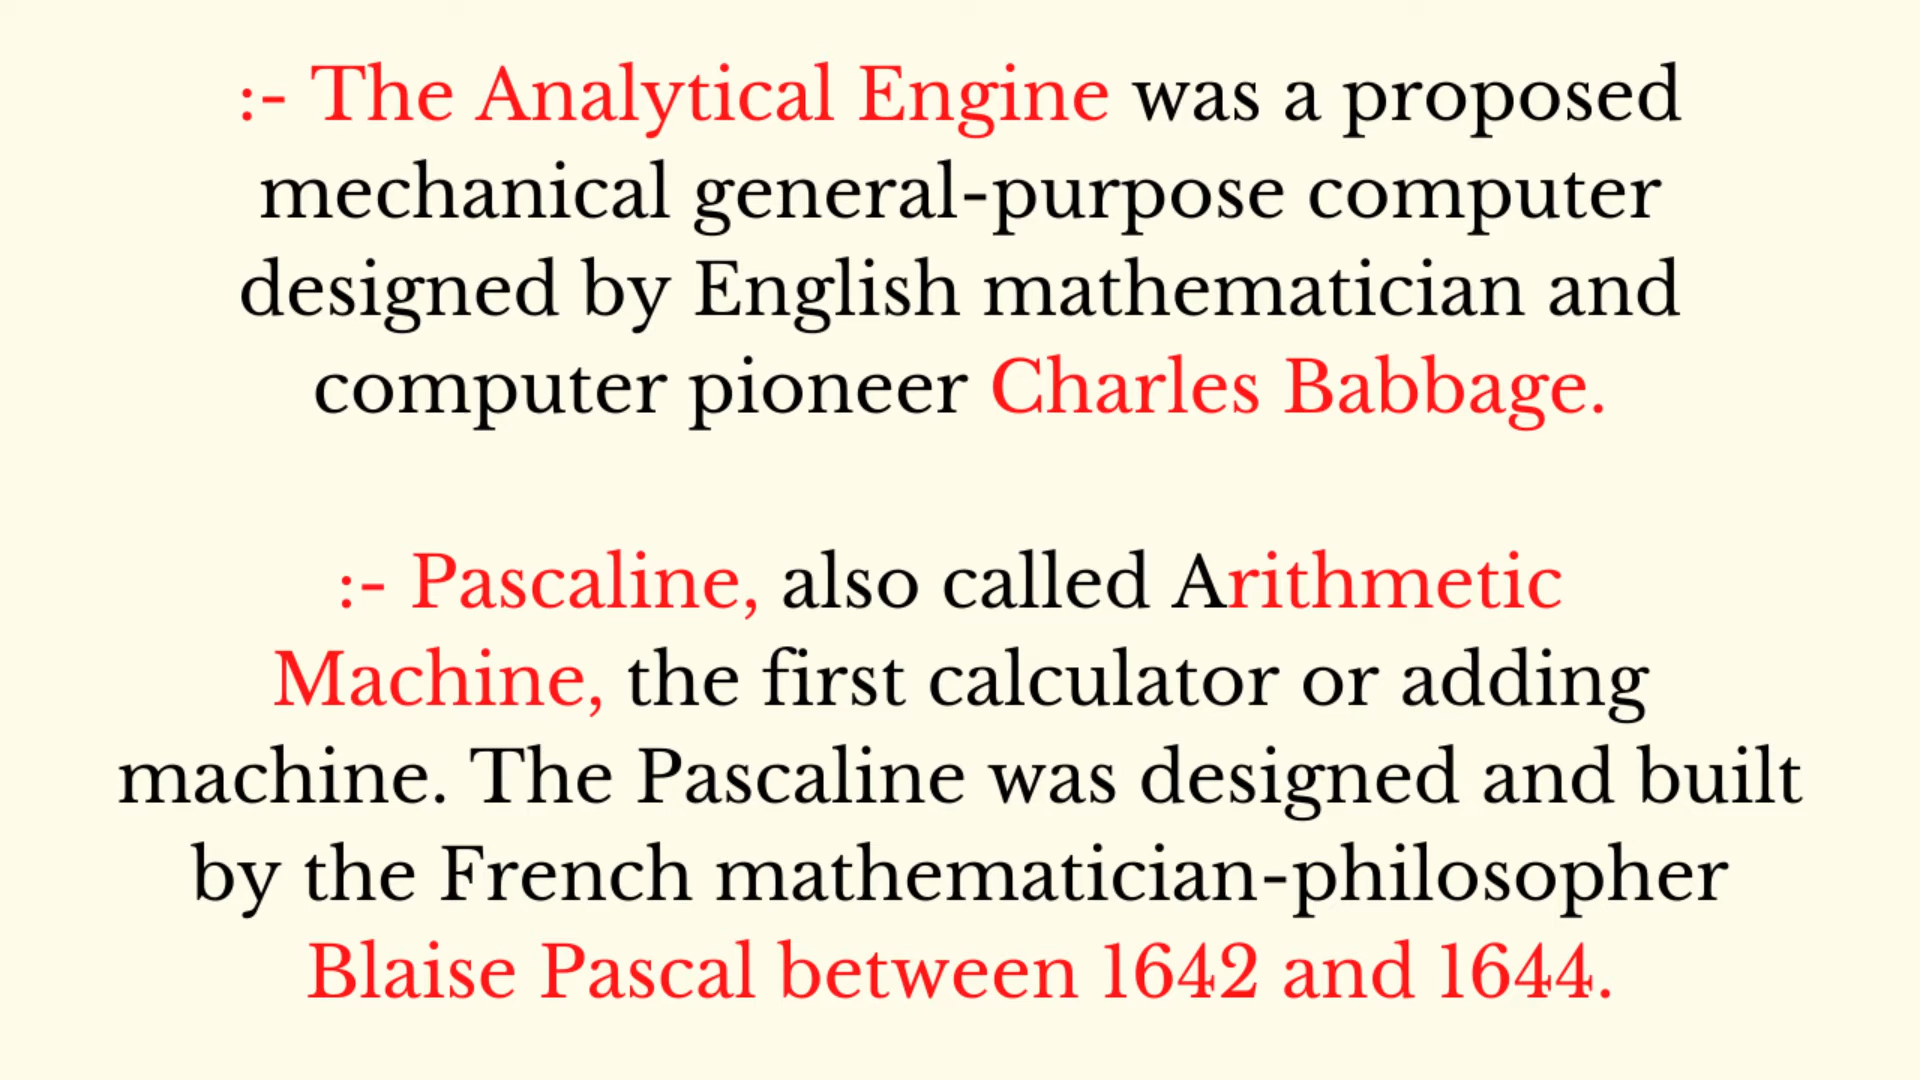 :- The Analytical Engine was a proposed
mechanical general-purpose computer
designed by English mathematician and
computer pioneer Charles Babbage.
:- Pascaline, also called Arithmetic
Machine, the first calculator or adding
machine. The Pascaline was designed and built
by the French mathematician-philosopher
Blaise Pascal between 1642 and 1644.